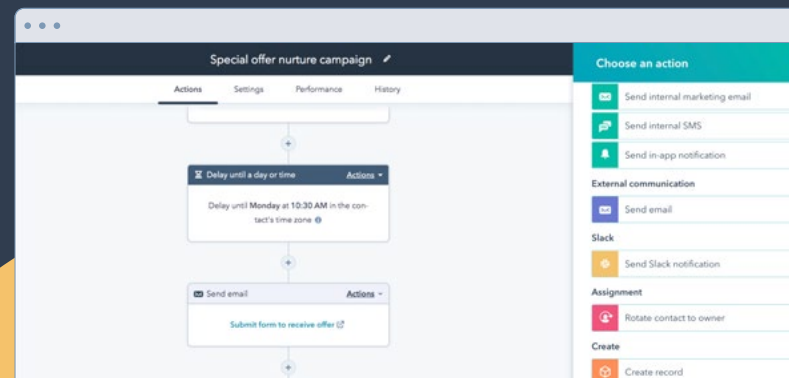 Special offer nurture campaign
Choose an action
Actions Settings Performance History
Send internal marketing email
Send internal SMS
Send in-app notification
Delay until a day or time Actions
Delay until Monday at 10:30 AM in the con-
tact's time zone
External communication
Send email
Slack
Send Slack notification
Send email Actions
Submit form to receive offer
Assignment
Rotate contact to owner
Create
Create record